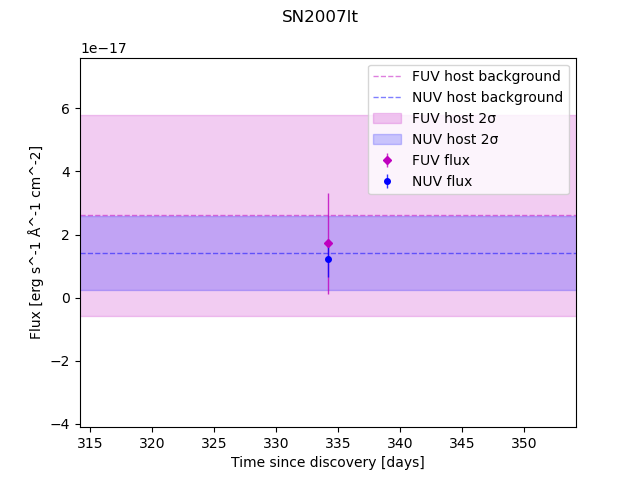 SN2007lt
1e−17
FUV host background
NUV host background
FUV host 2σ
NUV host 2σ
FUV flux
NUV flux
6
4
2
0
−2
−4
Flux [erg s^-1 Å^-1 cm^-2]
315 320 325 330 335 340 345 350
Time since discovery [days]